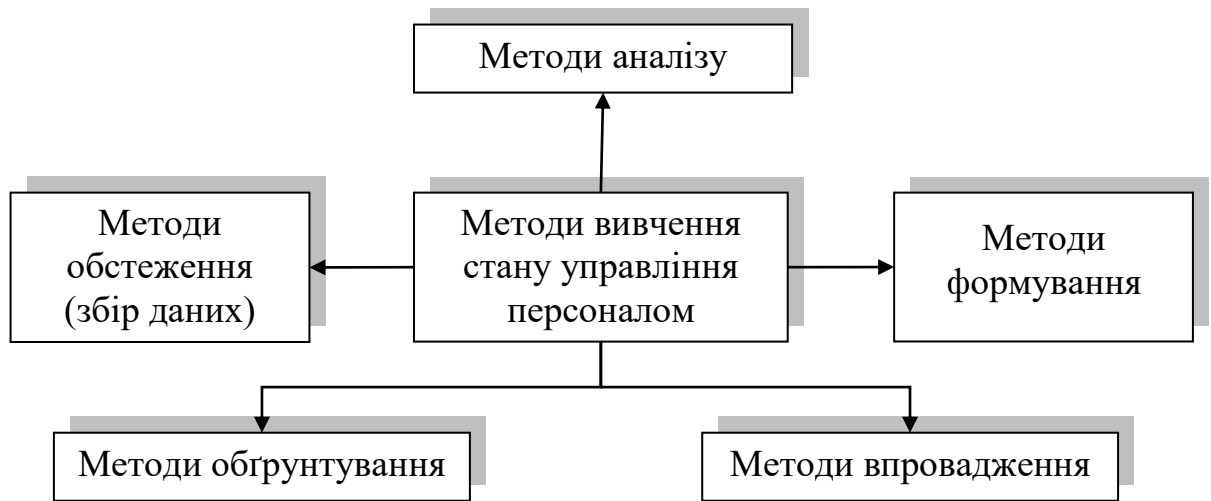 Методи аналізу
Методи
обстеження
(збір даних)
Методи вивчення
стану управління
персоналом
Методи
формування
Методи обґрунтування
Методи впровадження